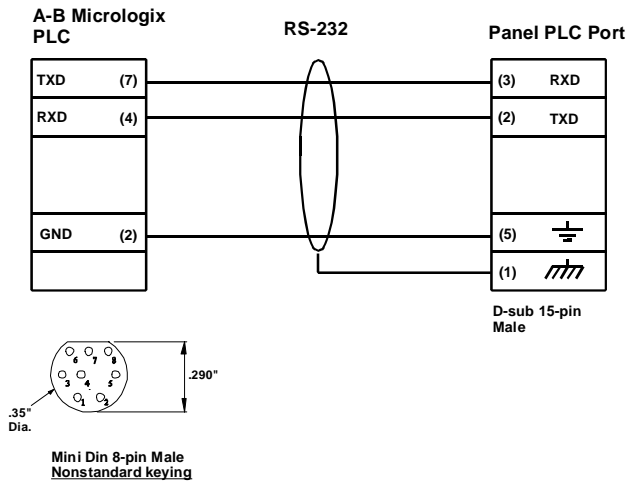 A-B Micrologix
PLC
RS-232
Panel PLC Port
TXD (7)
(3) RXD
RXD (4)
(2) TXD
GND (2)
(5)
(1)
D-sub 15-pin
Male
6 7 8
3 4 5
1 2
.290"
.35"
Dia.
Mini Din 8-pin Male
Nonstandard keying